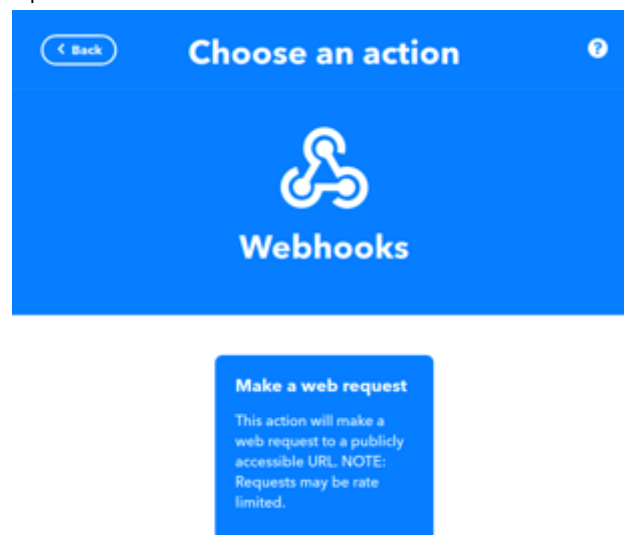 Back
Choose an action
?
Webhooks
Make a web request
This action will make a
web request to a publicly
accessible URL. NOTE:
Requests may be rate
limited.